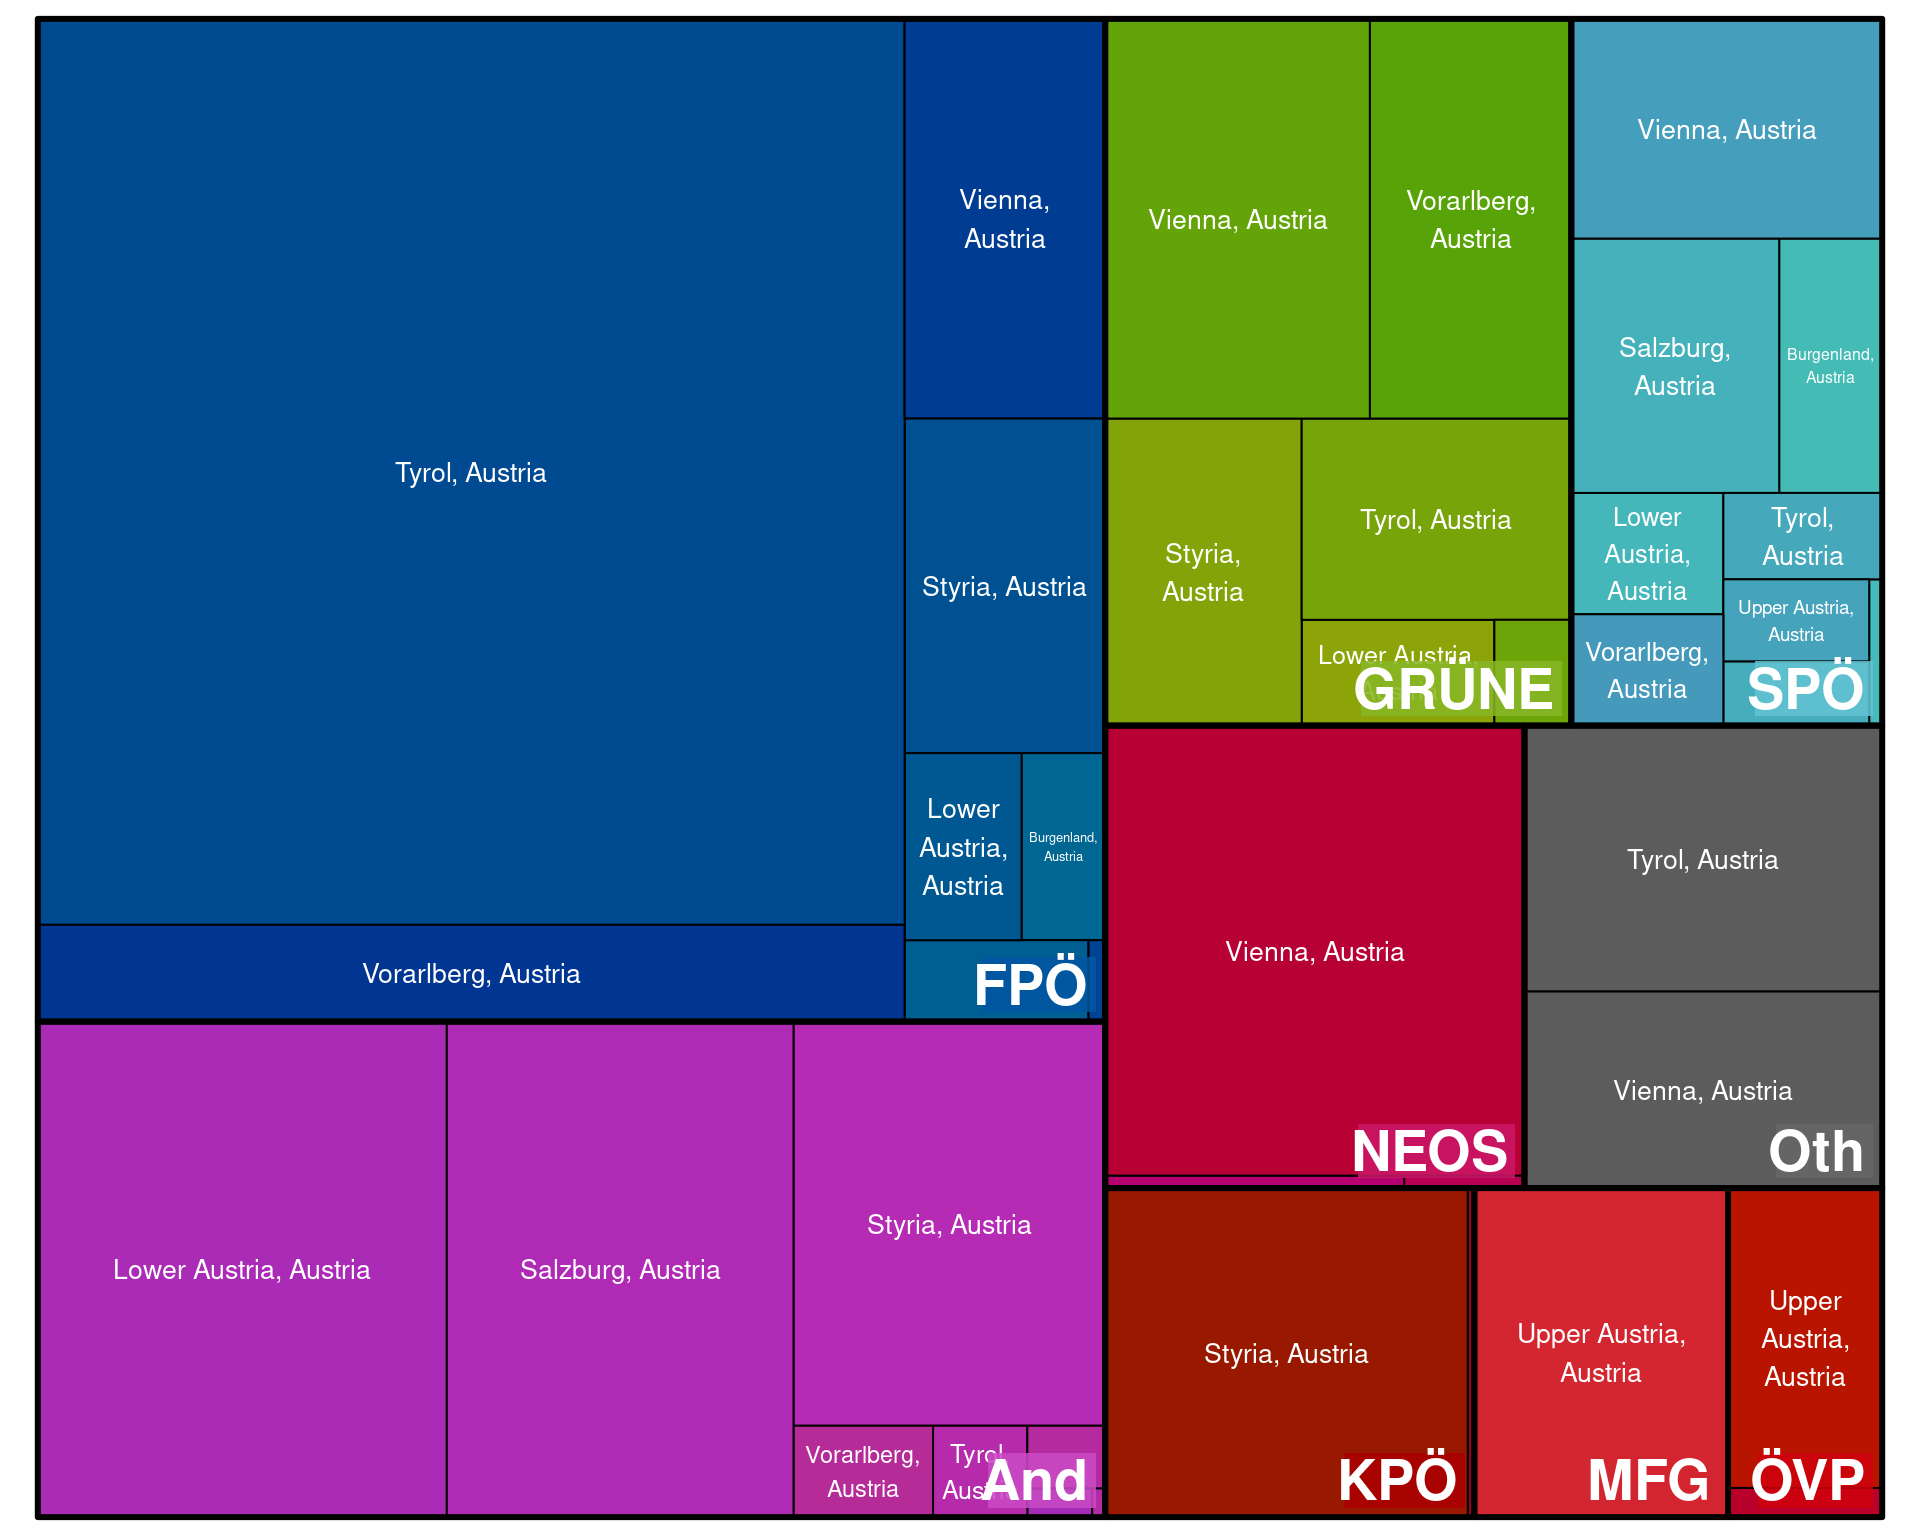 Tyrol, Austria
Vienna,
Austria
Styria, Austria
Lower
Austria,
Austria
Burgenland,
Austria
Vorarlberg, Austria
FPÖ
Vienna, Austria
Vorarlberg,
Austria
Styria,
Austria
Tyrol, Austria
Lower Austria,
GRÜNE
Vienna, Austria
Salzburg,
Austria
Burgenland,
Austria
Lower
Austria,
Austria
Tyrol,
Austria
Upper Austria,
Austria
Vorarlberg,
Austria
SPÖ
Lower Austria, Austria
Salzburg, Austria
Styria, Austria
Vorarlberg,
Austria
Tyrol,
Austria
And
Vienna, Austria
NEOS
Tyrol, Austria
Vienna, Austria
Oth
Styria, Austria
KPÖ
Upper Austria,
Austria
MFG
Upper
Austria,
Austria
ÖVP